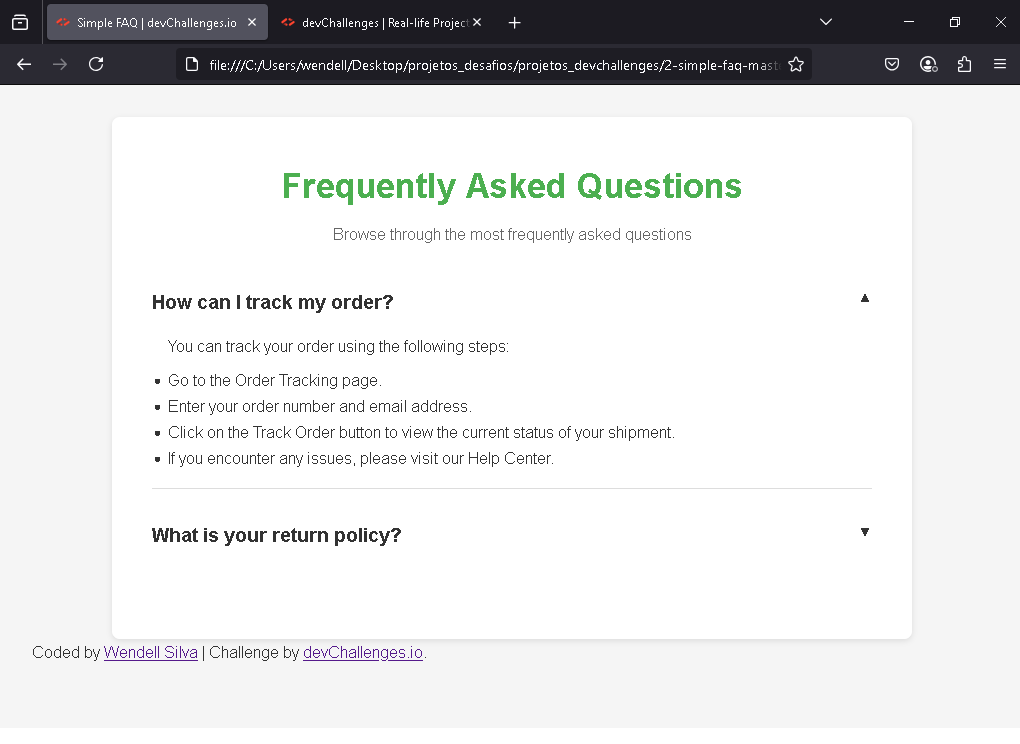 Simple FAQ | devChallenges.io
devChallenges | Real-life Project
file:///C:/Users/wendell/Desktop/projetos_desafios/projetos_devchallenges/2-simple-faq-maste
Frequently Asked Questions
Browse through the most frequently asked questions
How can I track my order? ▲
You can track your order using the following steps:
• Go to the Order Tracking page.
• Enter your order number and email address.
• Click on the Track Order button to view the current status of your shipment.
• If you encounter any issues, please visit our Help Center.
What is your return policy? ▼
Coded by Wendell Silva | Challenge by devChallenges.io.